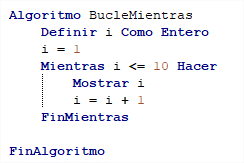 Algoritmo BucleMientras
Definir i Como Entero
i = 1
Mientras i <= 10 Hacer
Mostrar i
i = i + 1
FinMientras
FinAlgoritmo